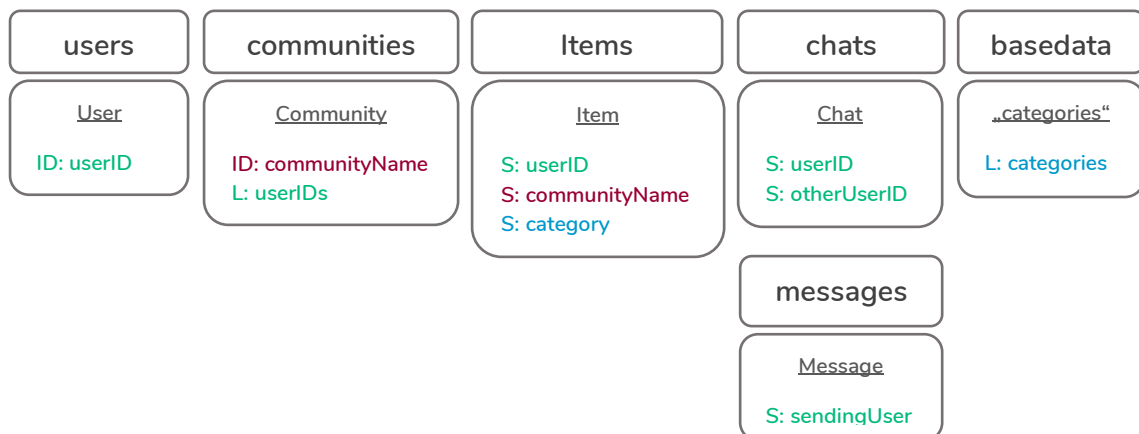 users
User
ID: userID
communities
Community
ID: communityName
L: userIDs
Items
Item
S: userID
S: communityName
S: category
chats
Chat
S: userID
S: otherUserID
basedata
„categories“
L: categories
messages
Message
S: sendingUser